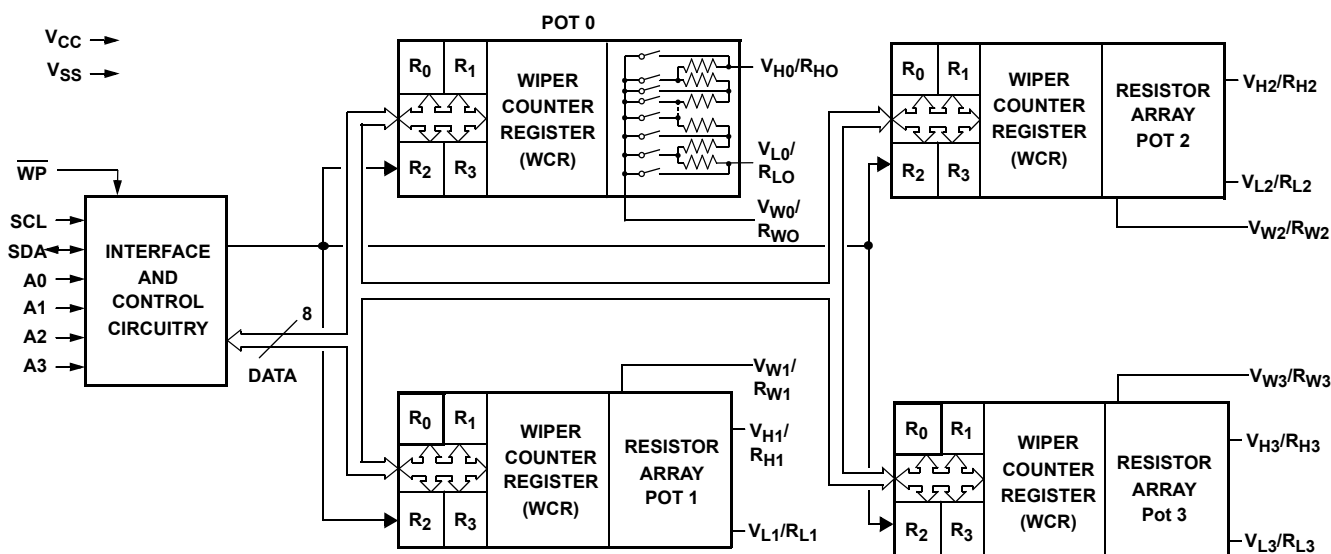 POT 0
VCC
VSS
WP
SCL
SDA
A0
A1
A2
A3
INTERFACE
AND
CONTROL
CIRCUITRY
8
DATA
R0 R1
R2 R3
WIPER
COUNTER
REGISTER
(WCR)
VH0/RHO
VL0/
RLO
VW0/
RWO
R0 R1
R2 R3
WIPER
COUNTER
REGISTER
(WCR)
RESISTOR
ARRAY
POT 2
VH2/RH2
VL2/RL2
VW2/RW2
VW1/
RW1
R0 R1
R2 R3
WIPER
COUNTER
REGISTER
(WCR)
RESISTOR
ARRAY
POT 1
VH1/
RH1
VL1/RL1
VW3/RW3
R0 R1
R2 R3
WIPER
COUNTER
REGISTER
(WCR)
RESISTOR
ARRAY
Pot 3
VH3/RH3
VL3/RL3